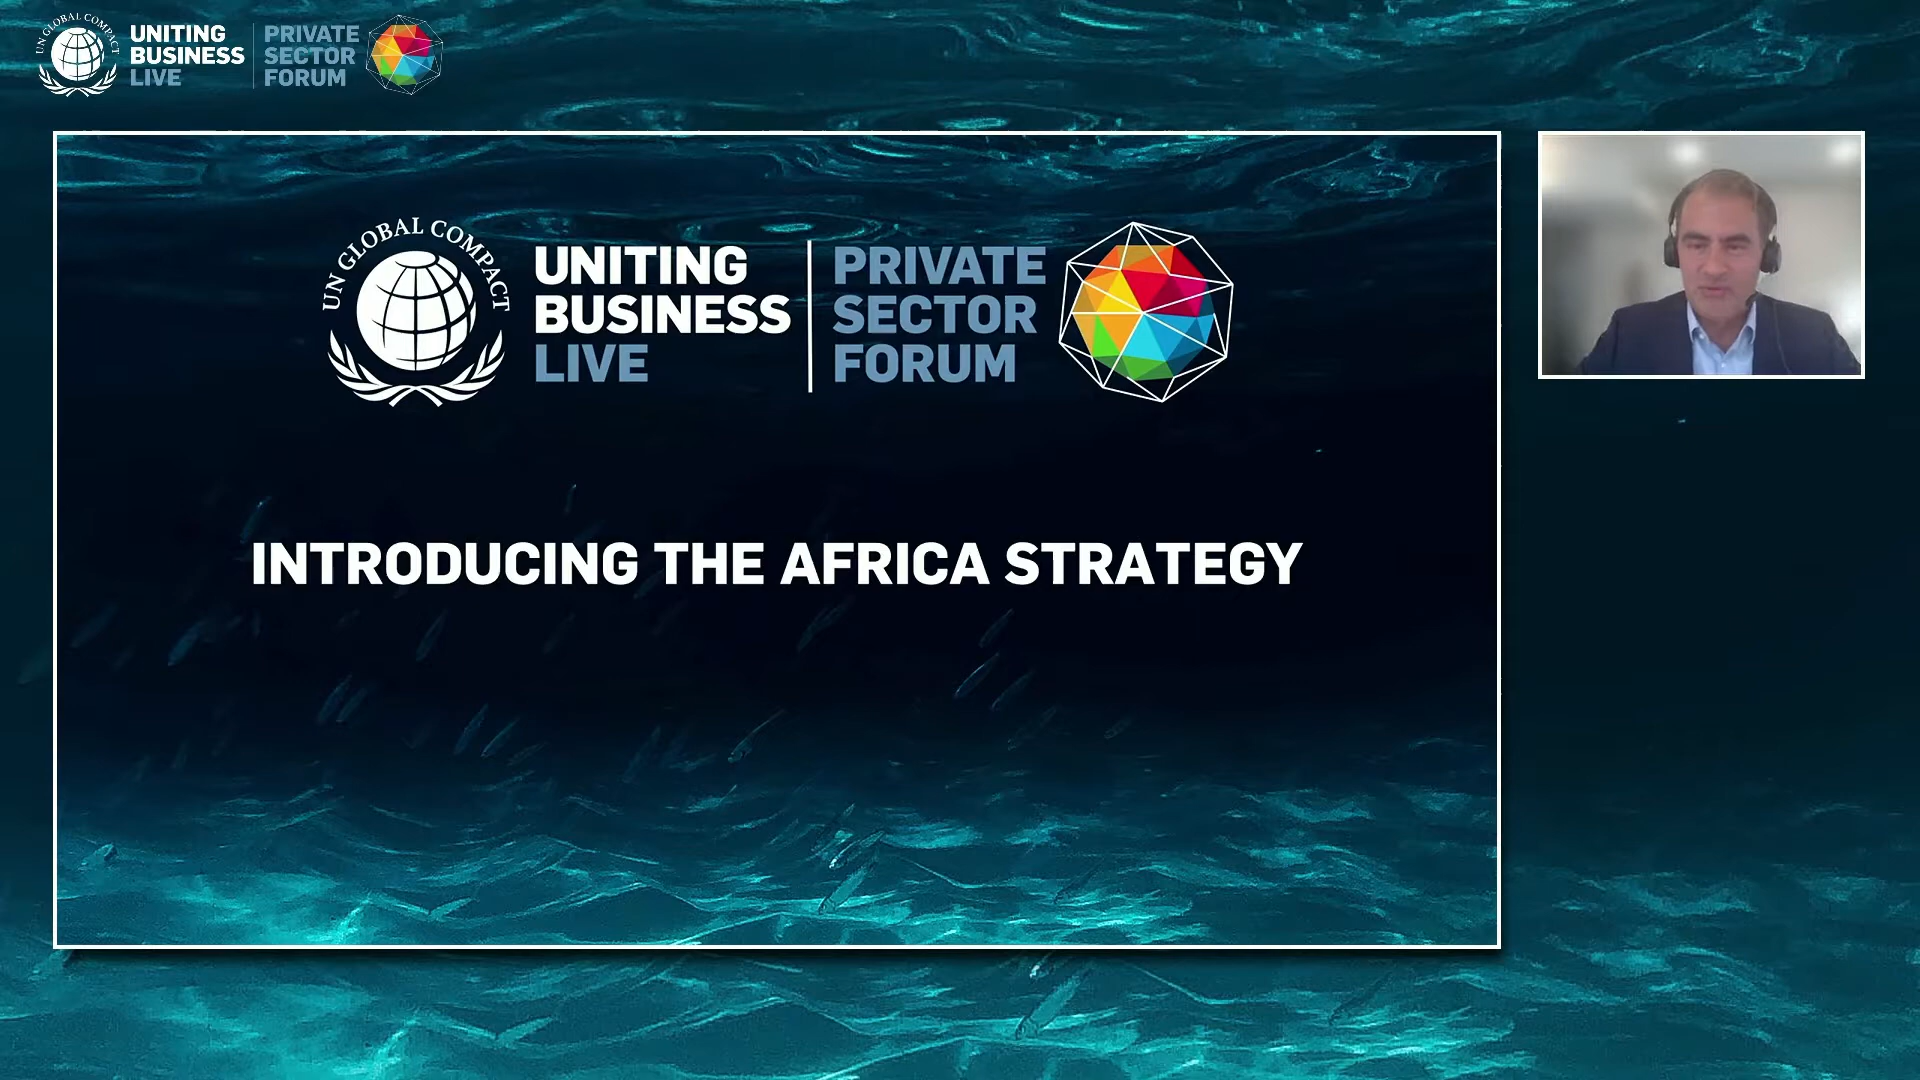 UN GLOBAL COMPACT
UNITING
BUSINESS
LIVE
PRIVATE
SECTOR
FORUM
UN GLOBAL COMPACT
UNITING
BUSINESS
LIVE
PRIVATE
SECTOR
FORUM
INTRODUCING THE AFRICA STRATEGY